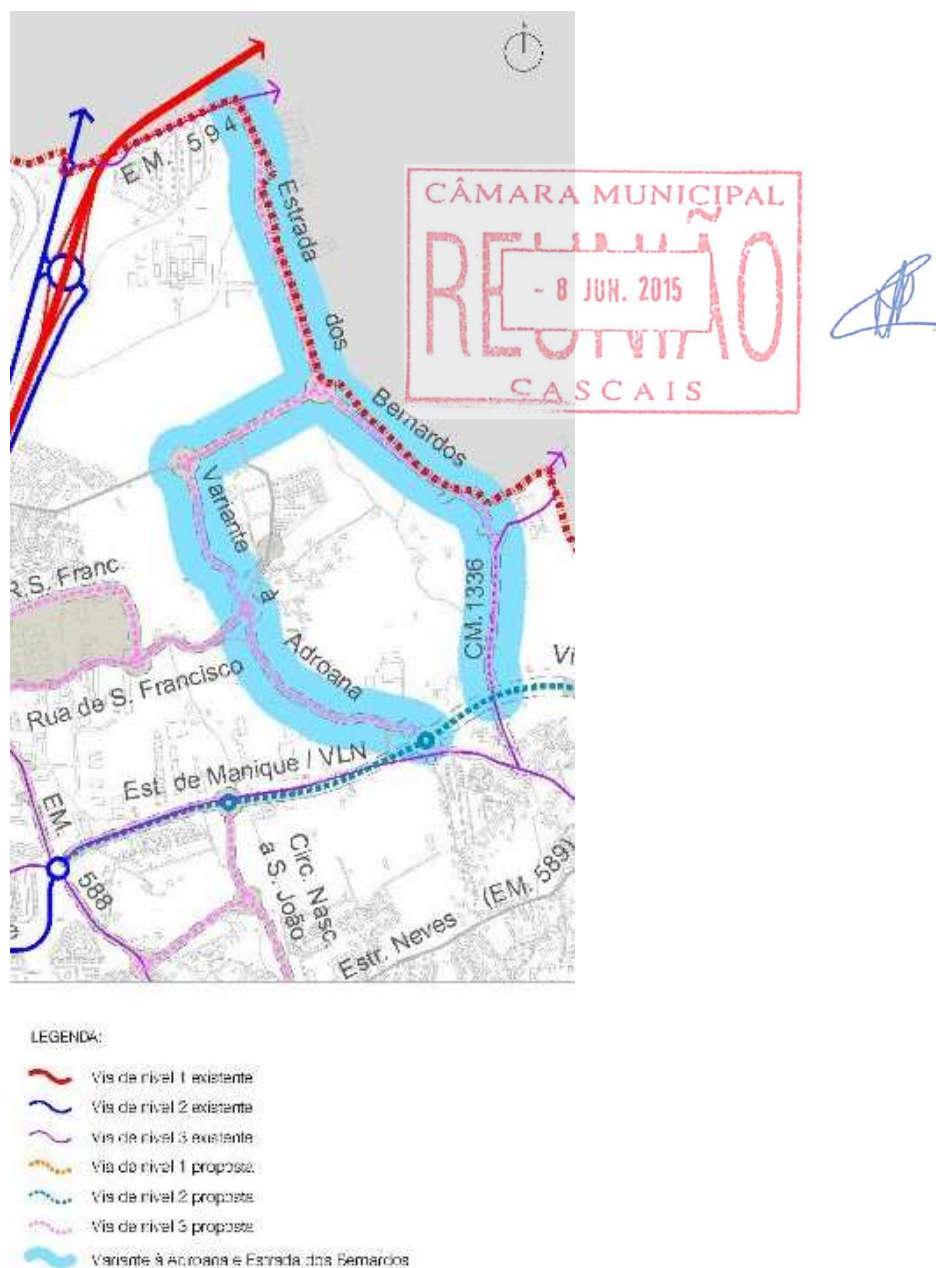 EM. 594
Estrada
dos
Bernardos
CÂMARA MUNICIPAL
REUNIÃO
- 8 JUN. 2015
CASCAIS
Variante
à
Adroana
CM.1336
R.S. Franc.
Rua de S. Francisco
Est. de Manique / VLN
EM.
588
Circ. Nasc.
a S. João
Estr. Neves (EM. 589)
LEGENDA:
Via de nível 1 existente
Via de nível 2 existente
Via de nível 3 existente
Via de nível 1 proposta
Via de nível 2 proposta
Via de nível 3 proposta
Variante à Adroana e Estrada dos Bernardos